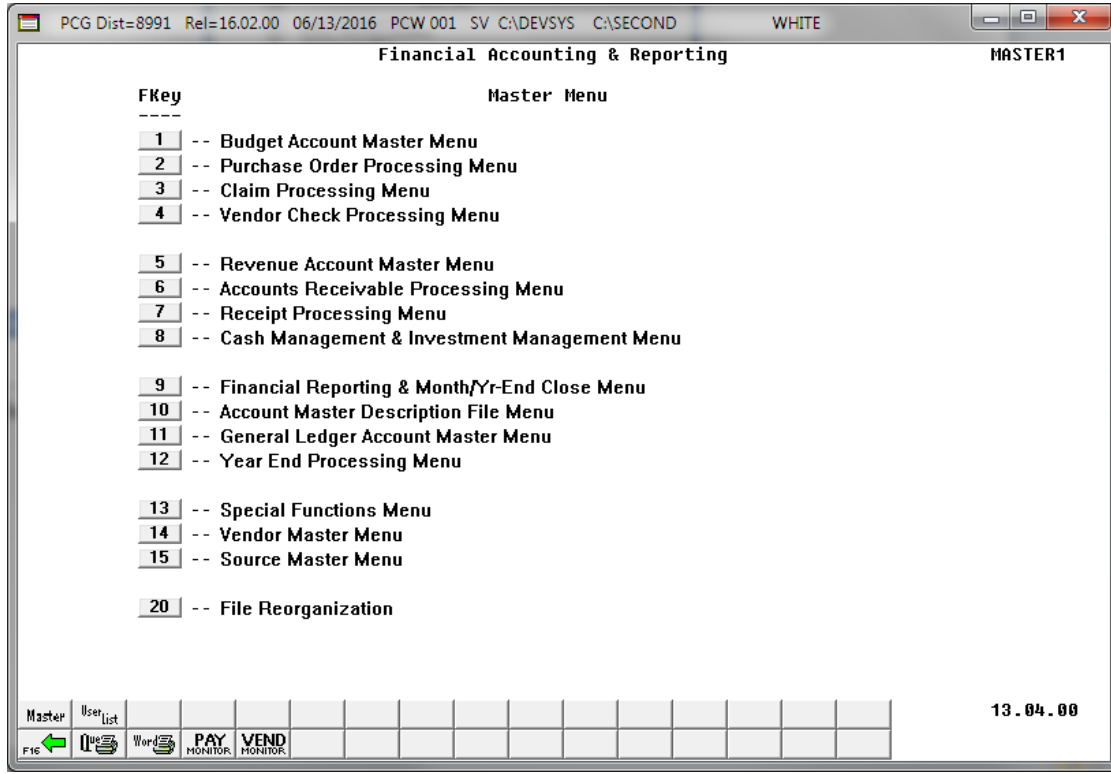 PCG Dist=8991 Rel=16.02.00 06/13/2016 PCW 001 SV C:\DEVSYS C:\SECOND WHITE
Financial Accounting & Reporting MASTER1
FKey Master Menu
----
1 -- Budget Account Master Menu
2 -- Purchase Order Processing Menu
3 -- Claim Processing Menu
4 -- Vendor Check Processing Menu
5 -- Revenue Account Master Menu
6 -- Accounts Receivable Processing Menu
7 -- Receipt Processing Menu
8 -- Cash Management & Investment Management Menu
9 -- Financial Reporting & Month/Yr-End Close Menu
10 -- Account Master Description File Menu
11 -- General Ledger Account Master Menu
12 -- Year End Processing Menu
13 -- Special Functions Menu
14 -- Vendor Master Menu
15 -- Source Master Menu
20 -- File Reorganization
Master User List 13.04.00
F16 Que Word PAY MONITOR VEND MONITOR